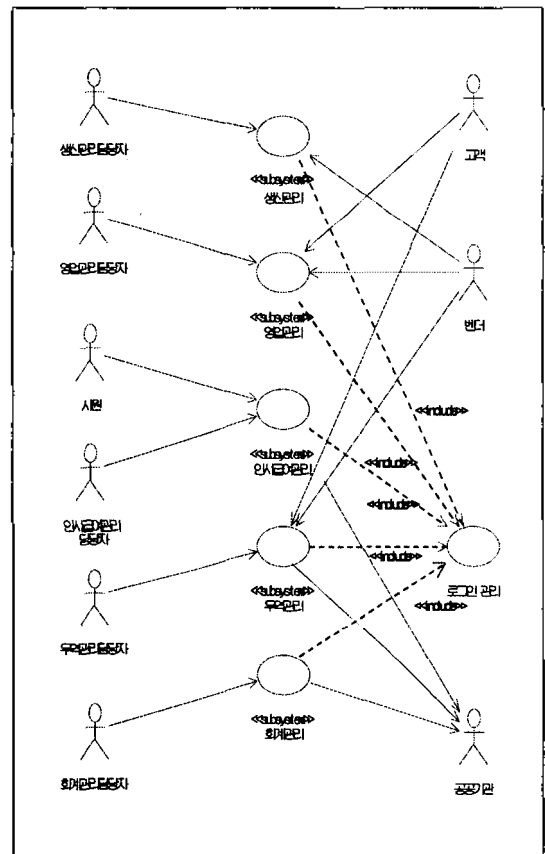 생산관리담당자
고객
<<subsystem>>
생산관리
영업관리담당자
벤더
<<subsystem>>
영업관리
사원
<<include>>
<<subsystem>>
인사급여관리
<<include>>
인사급여관리
담당자
<<include>>
<<include>>
<<subsystem>>
무역관리
로그인 관리
무역관리담당자
<<include>>
<<subsystem>>
회계관리
회계관리담당자
공공기관